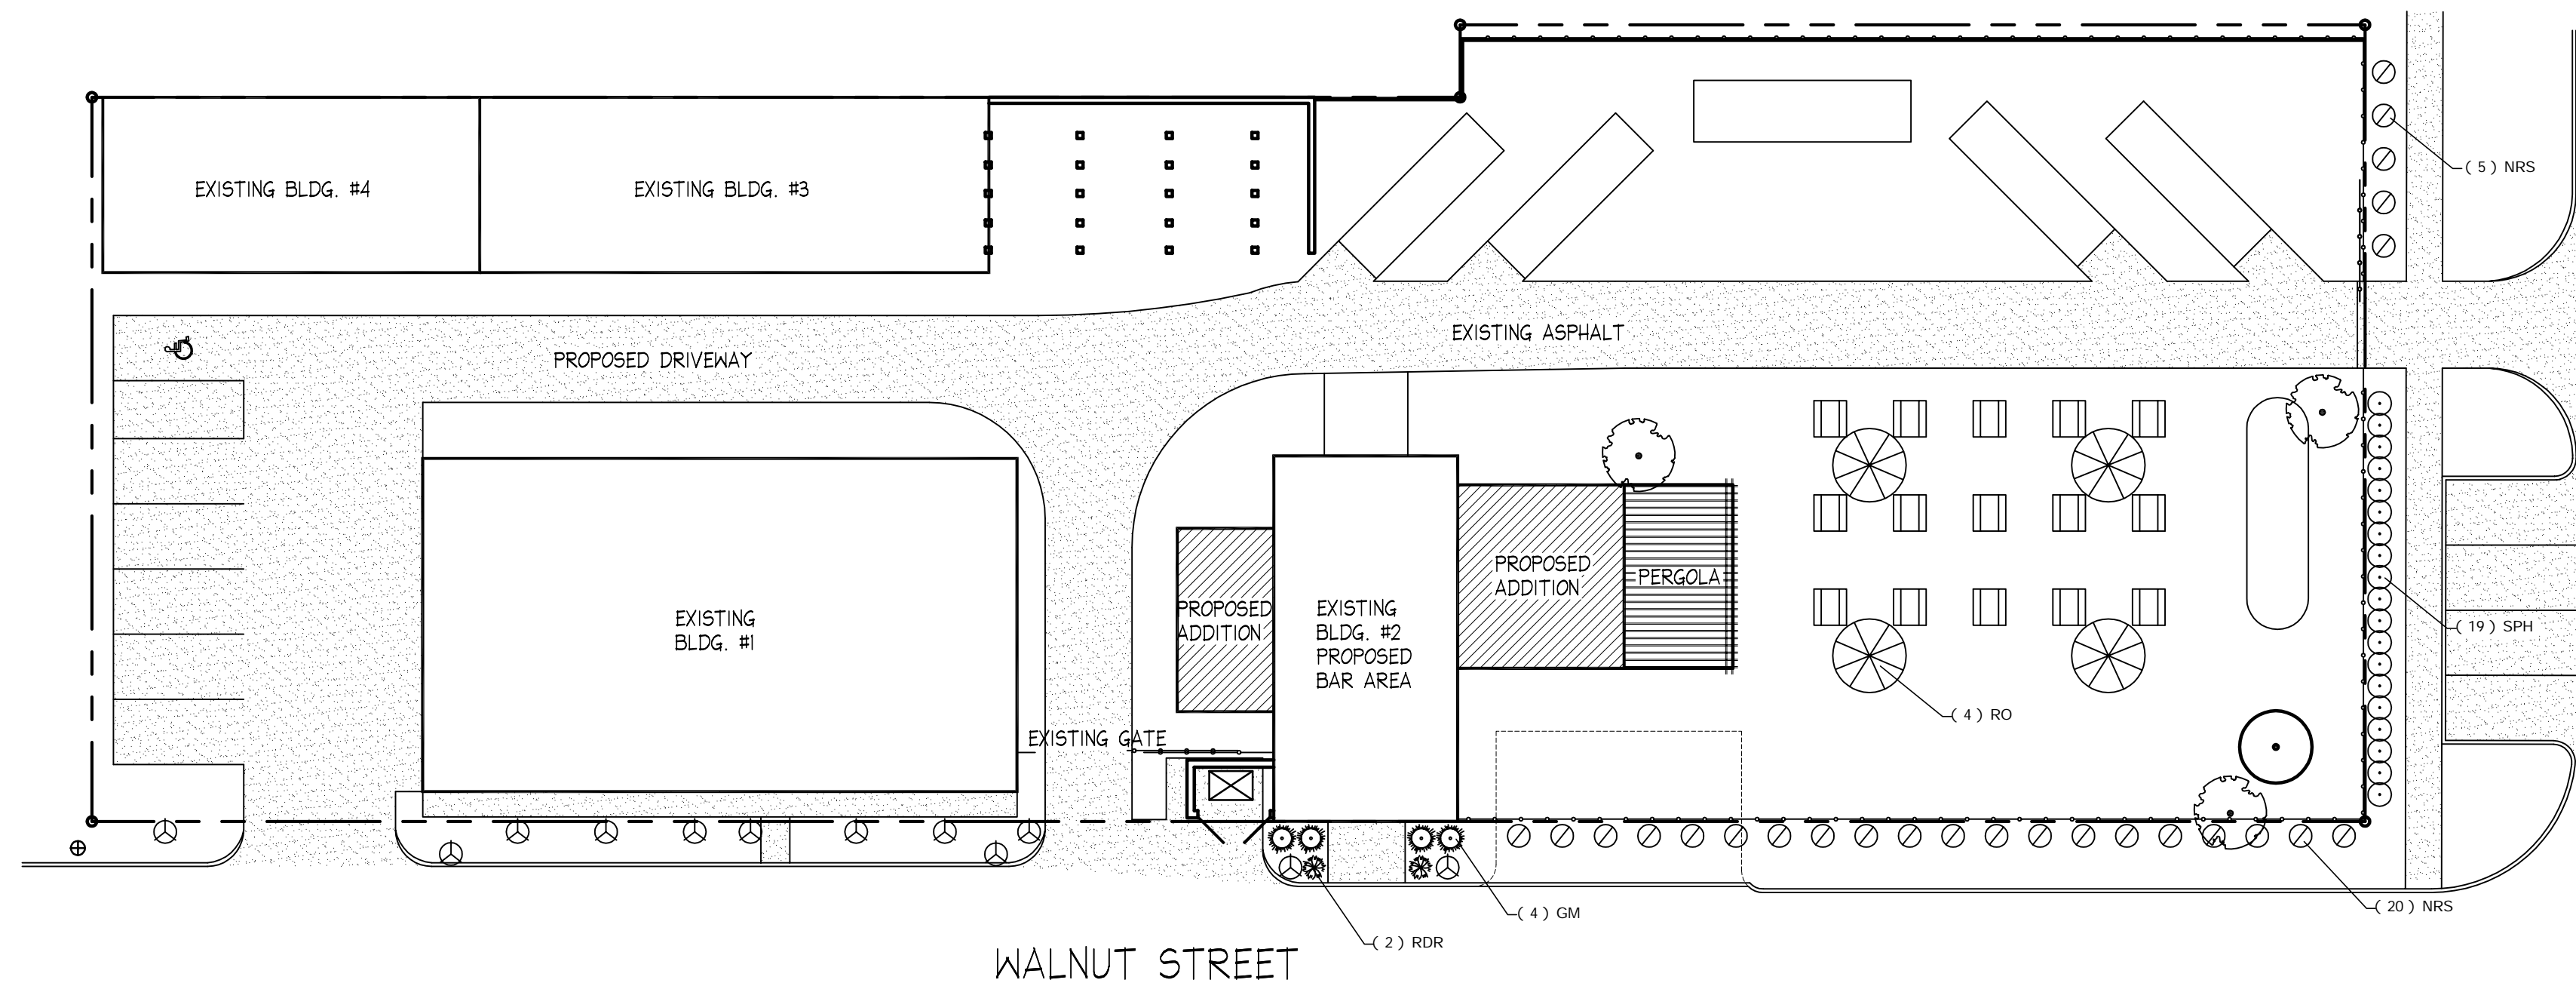 ( 5 ) NRS
EXISTING BLDG. #4
EXISTING BLDG. #3
EXISTING ASPHALT
PROPOSED DRIVEWAY
PROPOSED
ADDITION
PERGOLA
PROPOSED
ADDITION
EXISTING
BLDG. #2
PROPOSED
BAR AREA
EXISTING
BLDG. #1
( 19 ) SPH
( 4 ) RO
EXISTING GATE
( 20 ) NRS
( 4 ) GM
( 2 ) RDR
WALNUT STREET